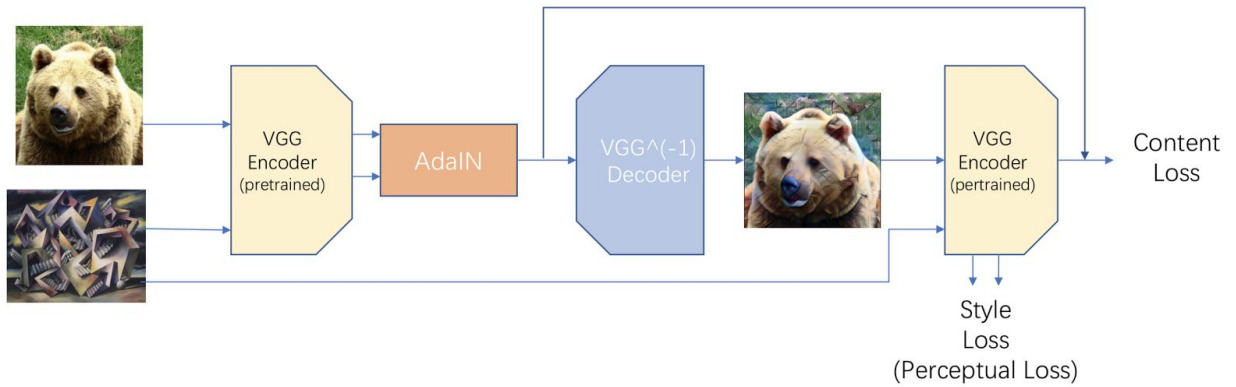 VGG
Encoder
(pretrained)
AdaIN
VGG^(-1)
Decoder
VGG
Encoder
(pertrained)
Content
Loss
Style
Loss
(Perceptual Loss)